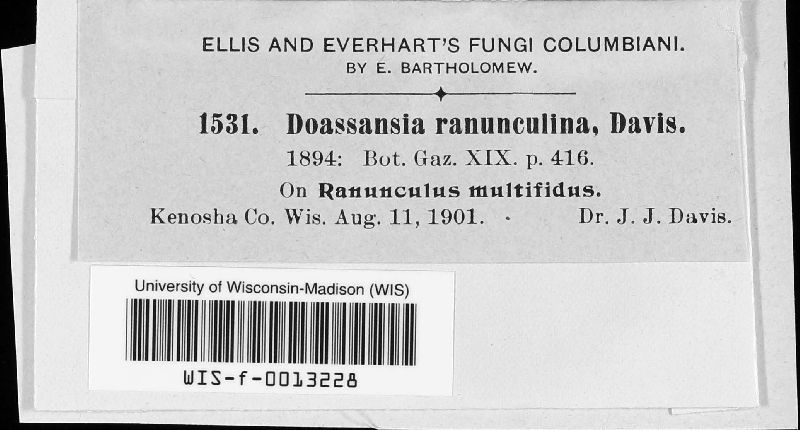 ELLIS AND EVERHART'S FUNGI COLUMBIANI.
BY E. BARTHOLOMEW.
1531. Doassansia ranunculina, Davis.
1894: Bot. Gaz. XIX. p. 416.
On Ranunculus multifidus.
Kenosha Co. Wis. Aug. 11, 1901. Dr. J. J. Davis.
University of Wisconsin-Madison (WIS)
WIS-f-0013228